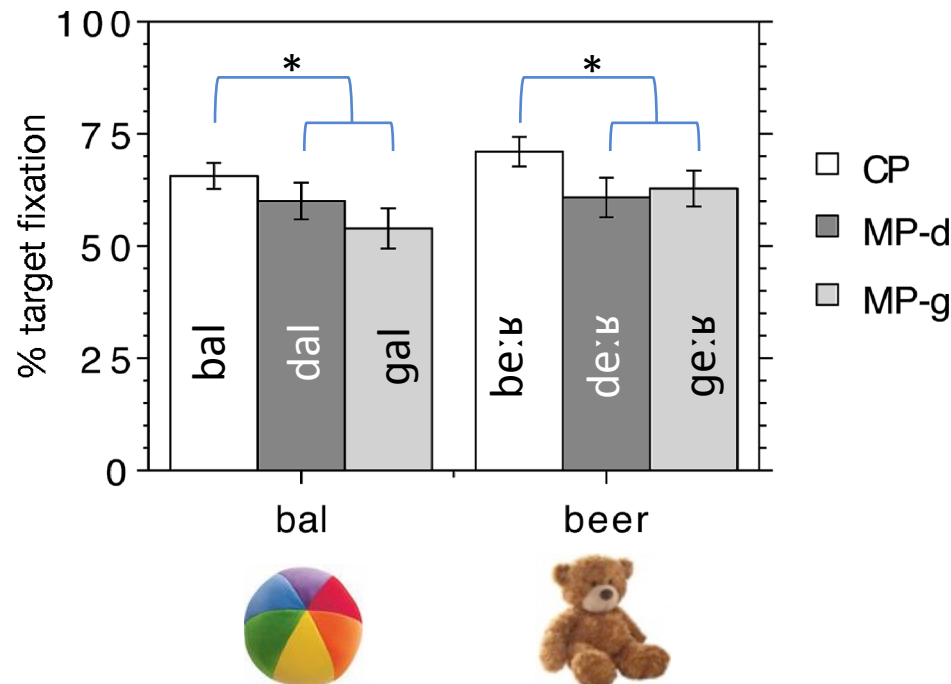 100
75
50
25
0
% target fixation
*
*
bal
dal
gal
beːʁ
deːʁ
geːʁ
bal
beer
CP
MP-d
MP-g